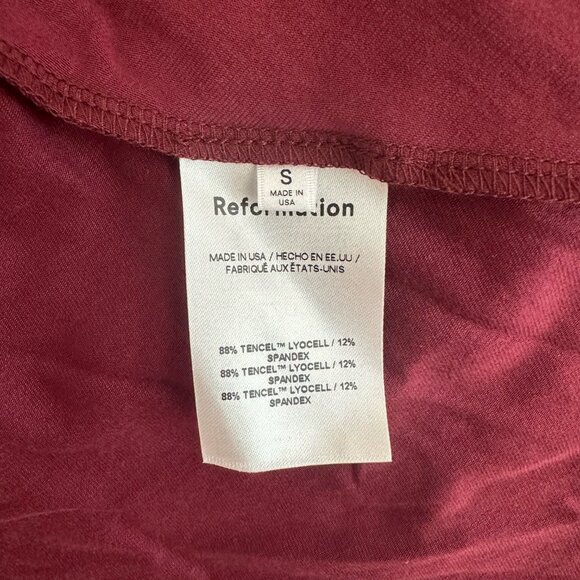 S
MADE IN
USA
Reformation
MADE IN USA / HECHO EN EE.UU /
FABRIQUÉ AUX ÉTATS-UNIS
88% TENCEL™ LYOCELL / 12%
SPANDEX
88% TENCEL™ LYOCELL / 12%
SPANDEX
88% TENCEL™ LYOCELL / 12%
SPANDEX